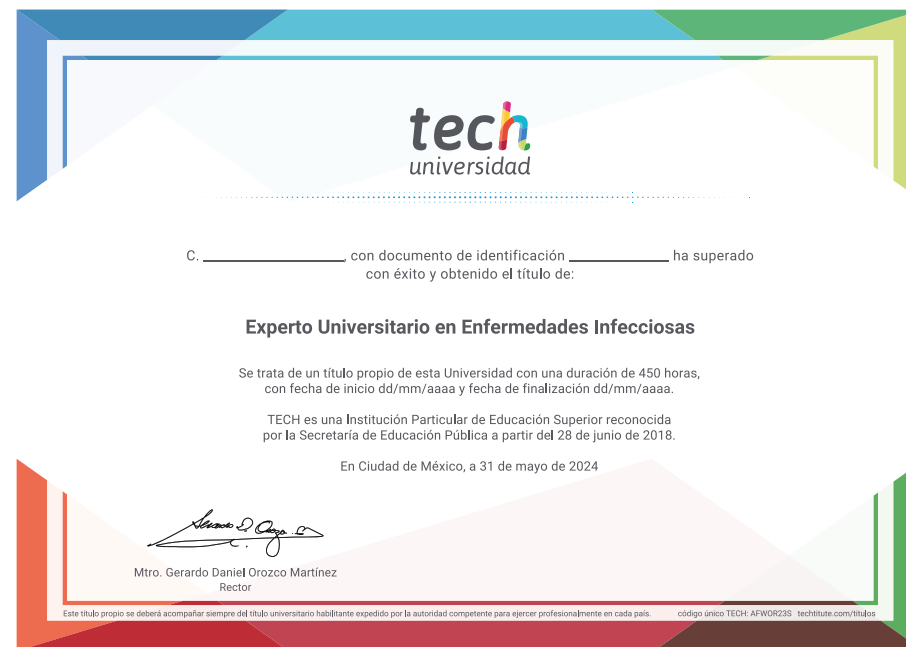 tech
universidad
C. ____________, con documento de identificación ____________ ha superado
con éxito y obtenido el título de:
Experto Universitario en Enfermedades Infecciosas
Se trata de un título propio de esta Universidad con una duración de 450 horas,
con fecha de inicio dd/mm/aaaa y fecha de finalización dd/mm/aaaa.
TECH es una Institución Particular de Educación Superior reconocida
por la Secretaría de Educación Pública a partir del 28 de junio de 2018.
En Ciudad de México, a 31 de mayo de 2024
Mtro. Gerardo Daniel Orozco Martínez
Rector
Este título propio se deberá acompañar siempre del título universitario habilitante expedido por la autoridad competente para ejercer profesionalmente en cada país. código único TECH: AFWOR23S techtitute.com/titulos